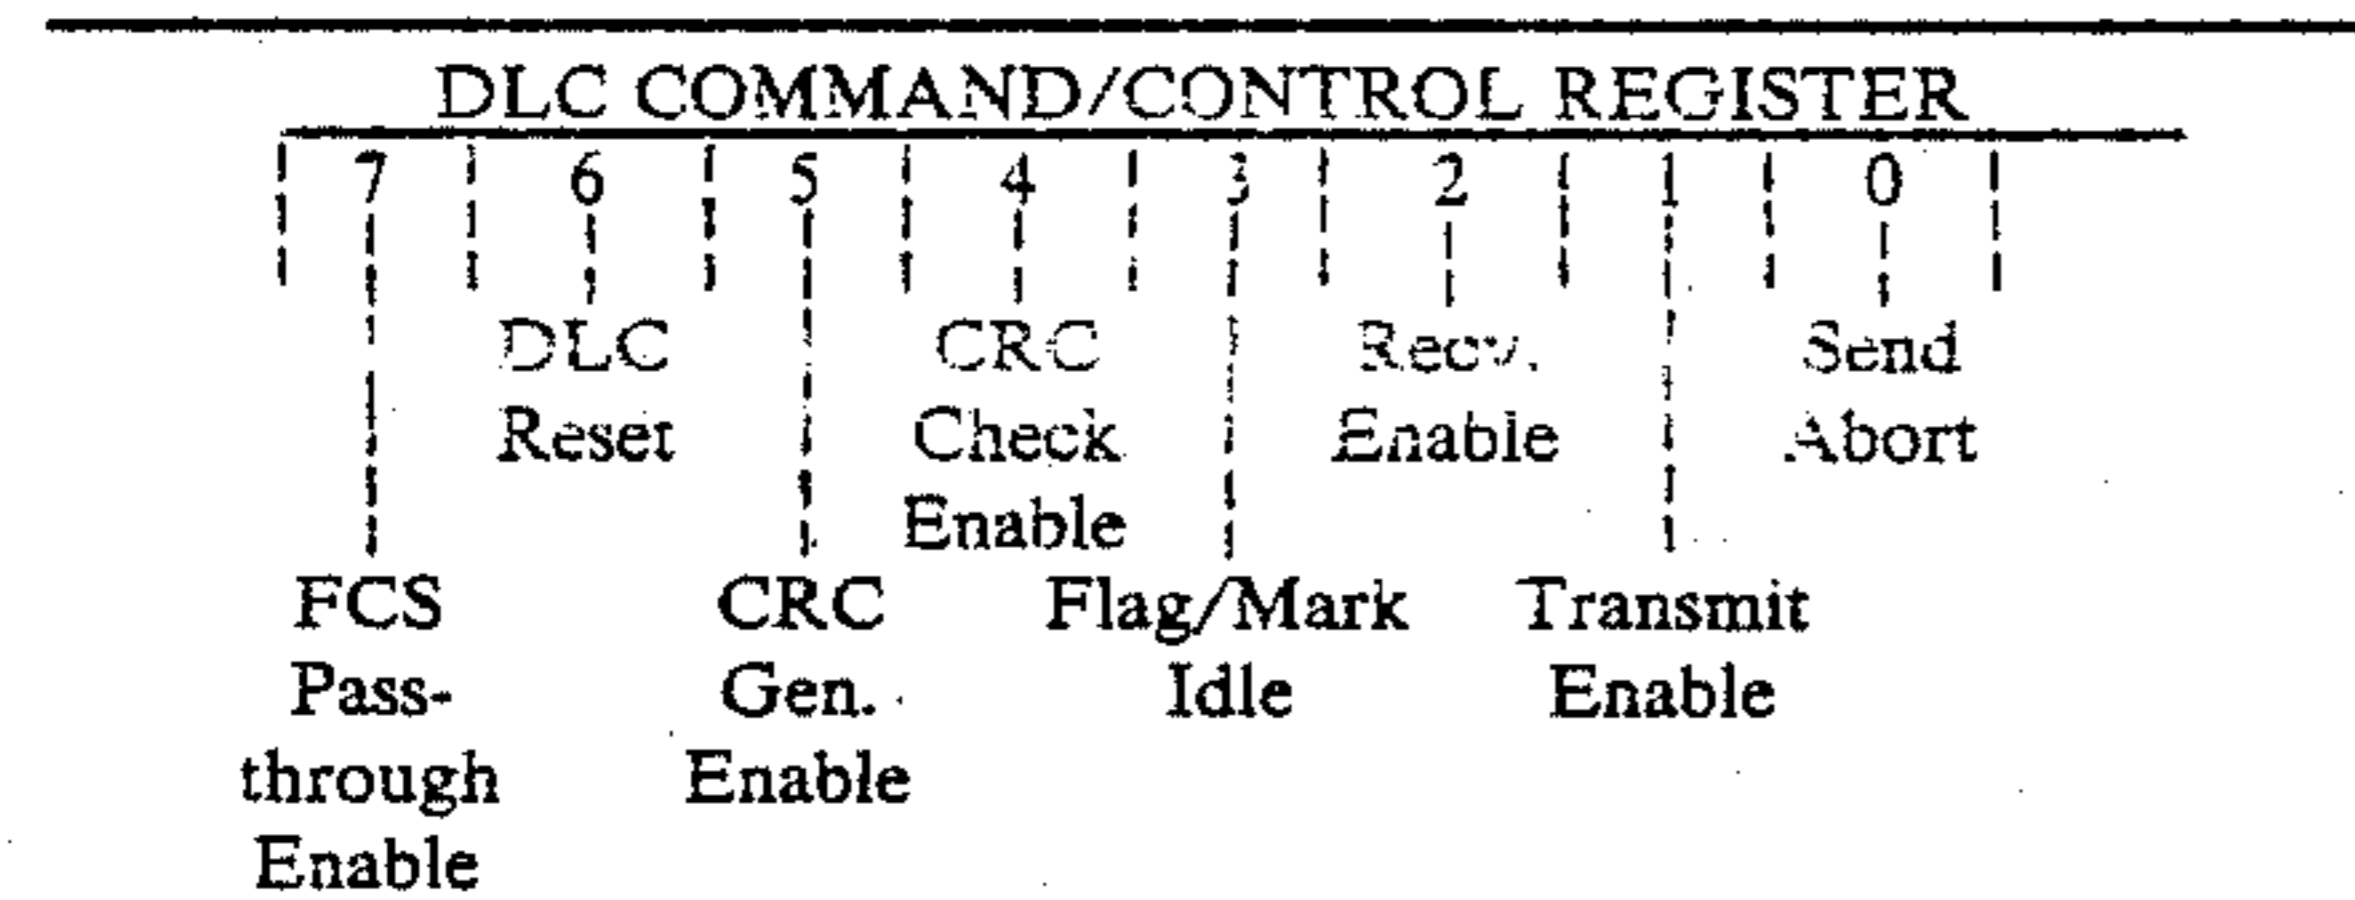 DLC COMMAND/CONTROL REGISTER
7 6 5 4 3 2 1 0
DLC CRC Recv. Send
Reset Check Enable Abort
Enable
FCS CRC Flag/Mark Transmit
Pass- Gen. Idle Enable
through Enable
Enable